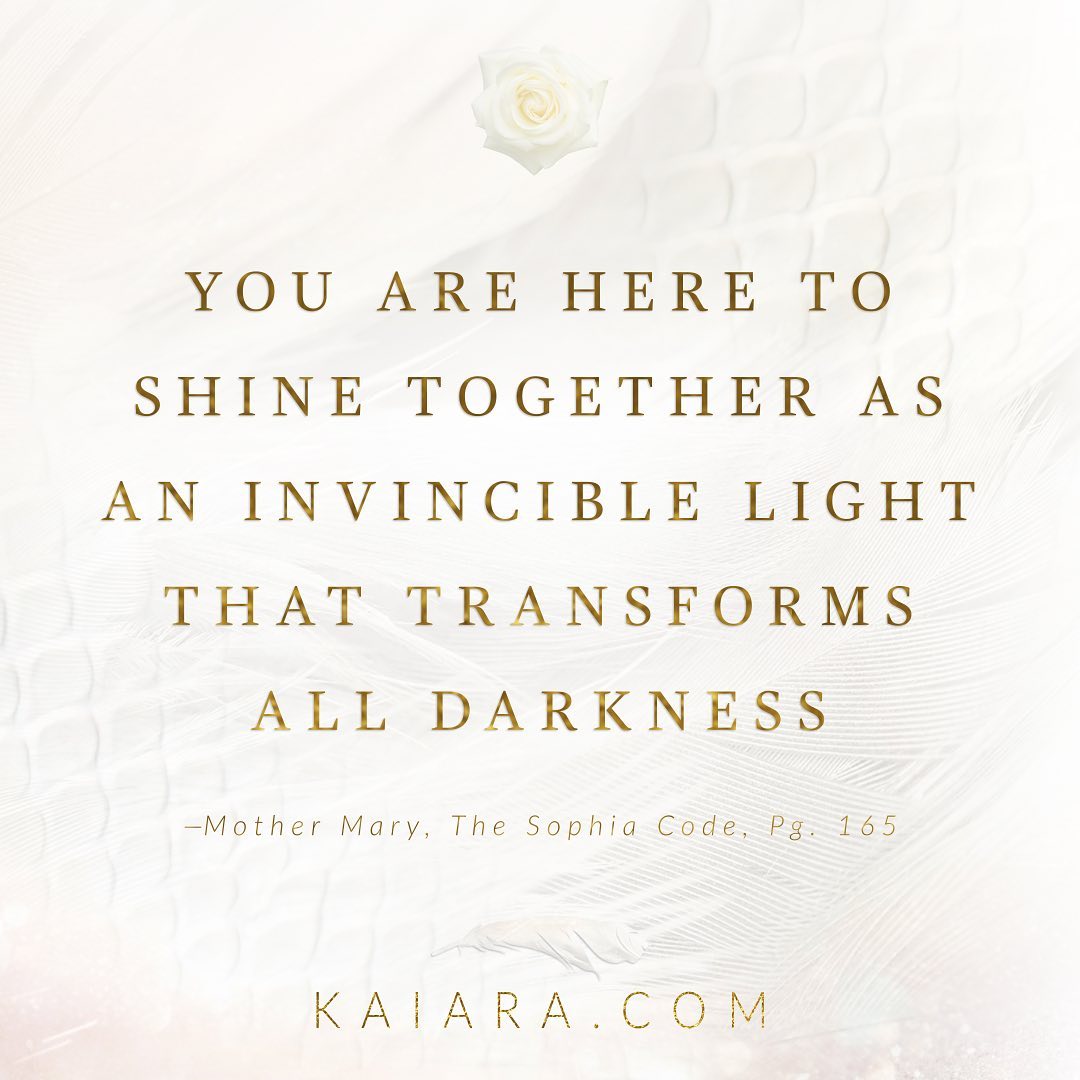 YOU ARE HERE TO
SHINE TOGETHER AS
AN INVINCIBLE LIGHT
THAT TRANSFORMS
ALL DARKNESS
—Mother Mary, The Sophia Code, Pg. 165
KAIARA.COM